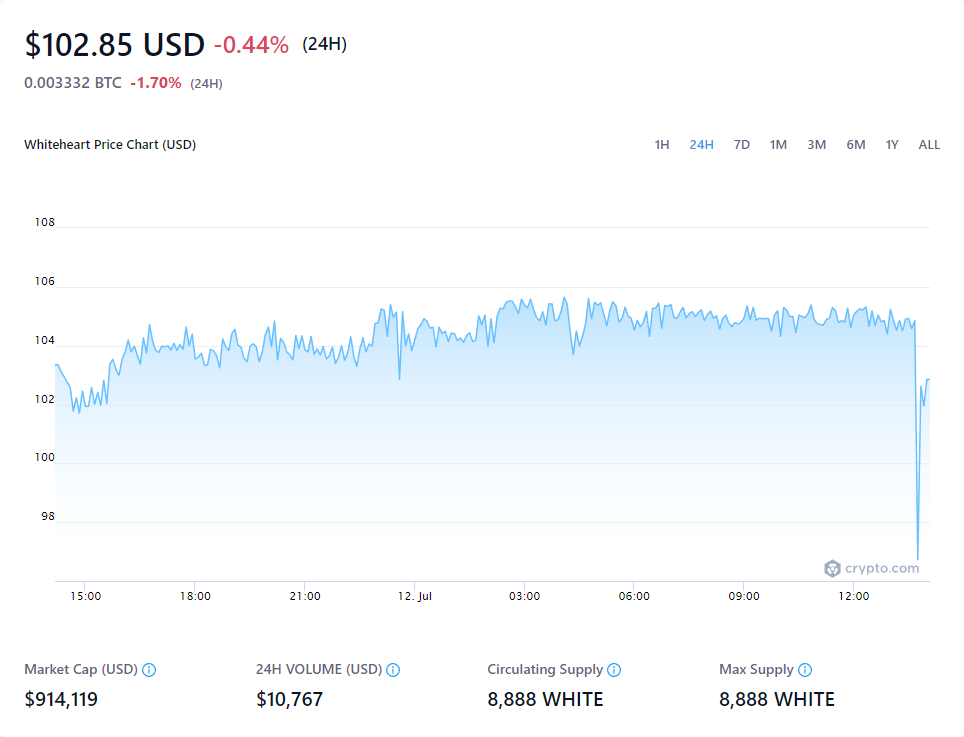 $102.85 USD -0.44% (24H)
0.003332 BTC -1.70% (24H)
Whiteheart Price Chart (USD) 1H 24H 7D 1M 3M 6M 1Y ALL
108
106
104
102
100
98
crypto.com
15:00 18:00 21:00 12. Jul 03:00 06:00 09:00 12:00
Market Cap (USD) 24H VOLUME (USD) Circulating Supply Max Supply
$914,119 $10,767 8,888 WHITE 8,888 WHITE